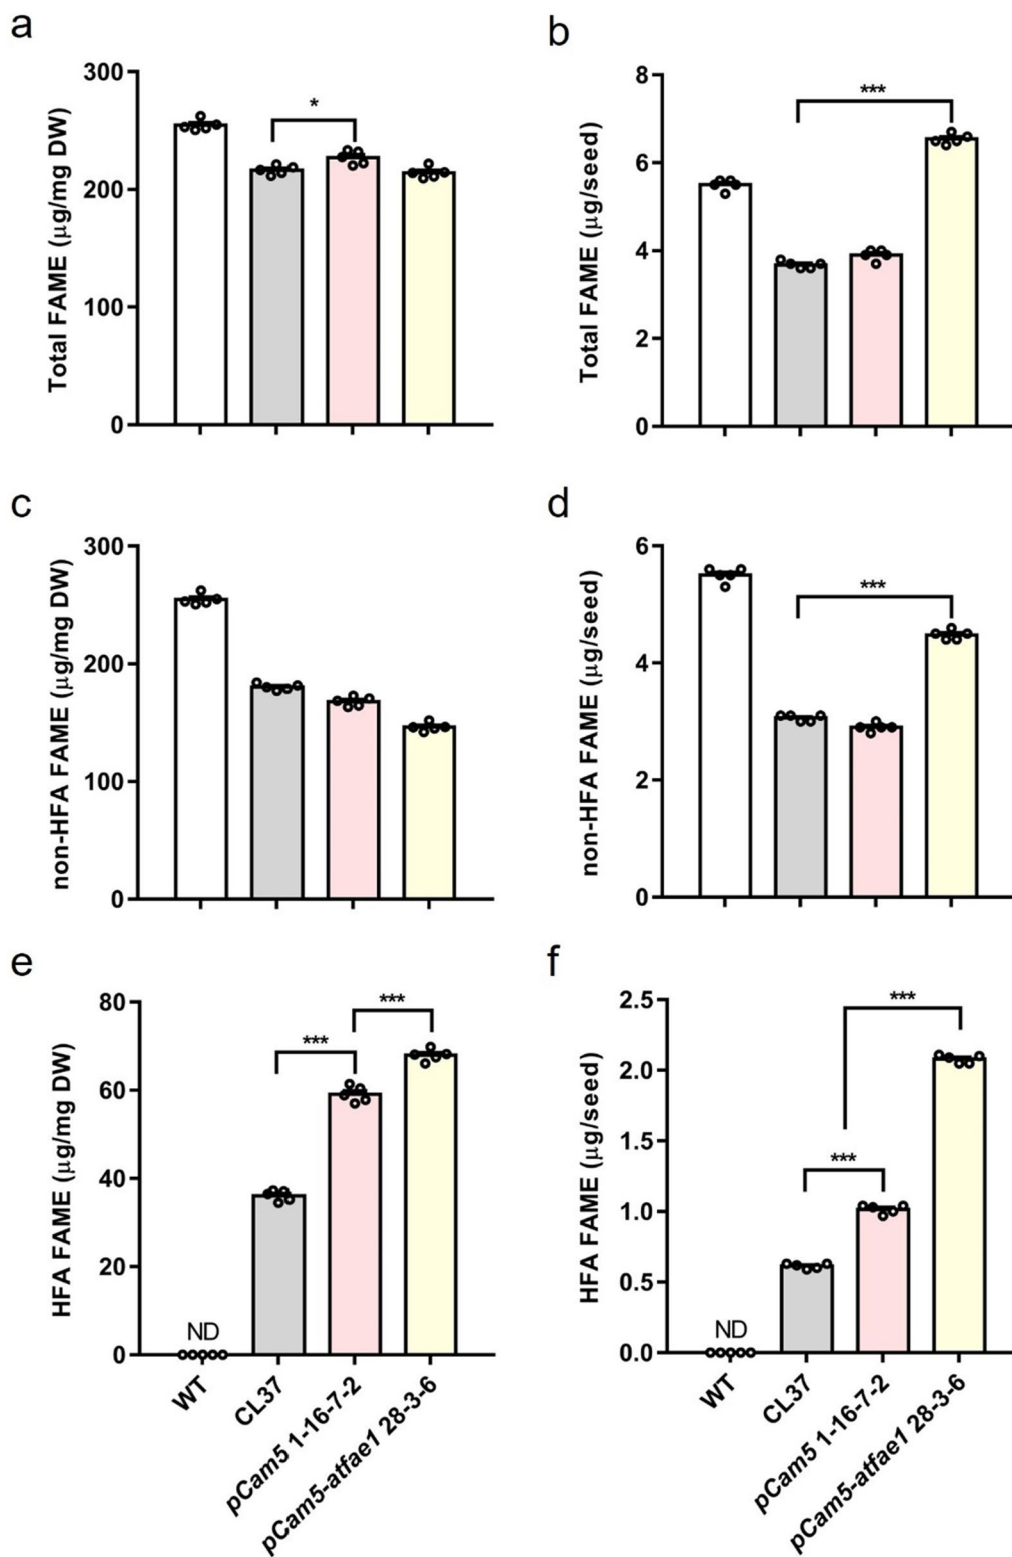 a
Total FAME (μg/mg DW)
300
200
100
0
*
b
Total FAME (μg/seed)
8
6
4
2
0
***
c
non-HFA FAME (μg/mg DW)
300
200
100
0
d
non-HFA FAME (μg/seed)
6
4
2
0
***
e
HFA FAME (μg/mg DW)
80
60
40
20
0
ND
***
***
WT
CL37
pCam5 1-16-7-2
pCam5-atfae1 28-3-6
f
HFA FAME (μg/seed)
2.5
2.0
1.5
1.0
0.5
0.0
ND
***
***
WT
CL37
pCam5 1-16-7-2
pCam5-atfae1 28-3-6